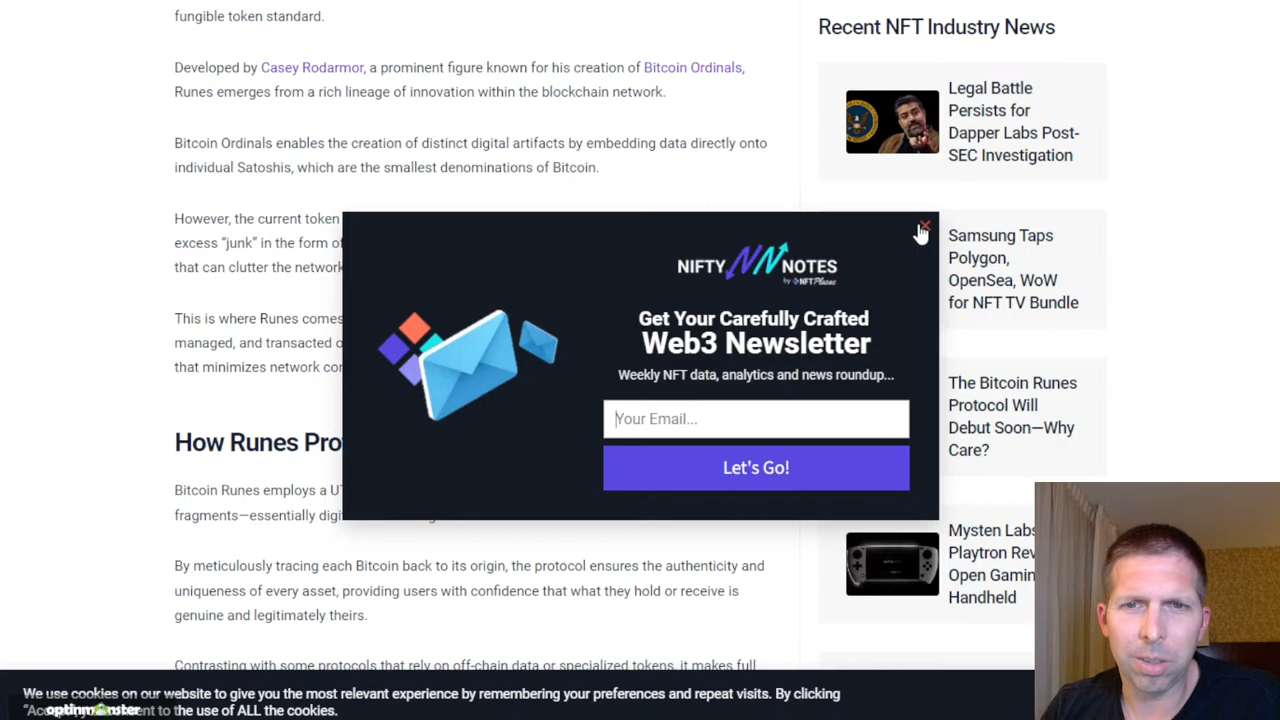 fungible token standard.
Developed by Casey Rodarmor, a prominent figure known for his creation of Bitcoin Ordinals,
Runes emerges from a rich lineage of innovation within the blockchain network.
Bitcoin Ordinals enables the creation of distinct digital artifacts by embedding data directly onto
individual Satoshis, which are the smallest denominations of Bitcoin.
However, the current token
excess “junk” in the form of
that can clutter the network
This is where Runes comes
managed, and transacted
that minimizes network
How Runes
Bitcoin Runes employs a
fragments—essentially
By meticulously tracing each Bitcoin back to its origin, the protocol ensures the authenticity and
uniqueness of every asset, providing users with confidence that what they hold or receive is
genuine and legitimately theirs.
Contrasting with some protocols that rely on off-chain data or specialized tokens, it makes full
NIFTY NN NOTES
by NFT Plazas
Get Your Carefully Crafted
Web3 Newsletter
Weekly NFT data, analytics and news roundup...
Your Email...
Let's Go!
Recent NFT Industry News
Legal Battle
Persists for
Dapper Labs Post-
SEC Investigation
Samsung Taps
Polygon,
OpenSea, WoW
for NFT TV Bundle
The Bitcoin Runes
Protocol Will
Debut Soon—Why
Care?
Mysten Labs
Playtron
Open
Handheld
We use cookies on our website to give you the most relevant experience by remembering your preferences and repeat visits. By clicking
to the use of ALL the cookies.
optinmonster